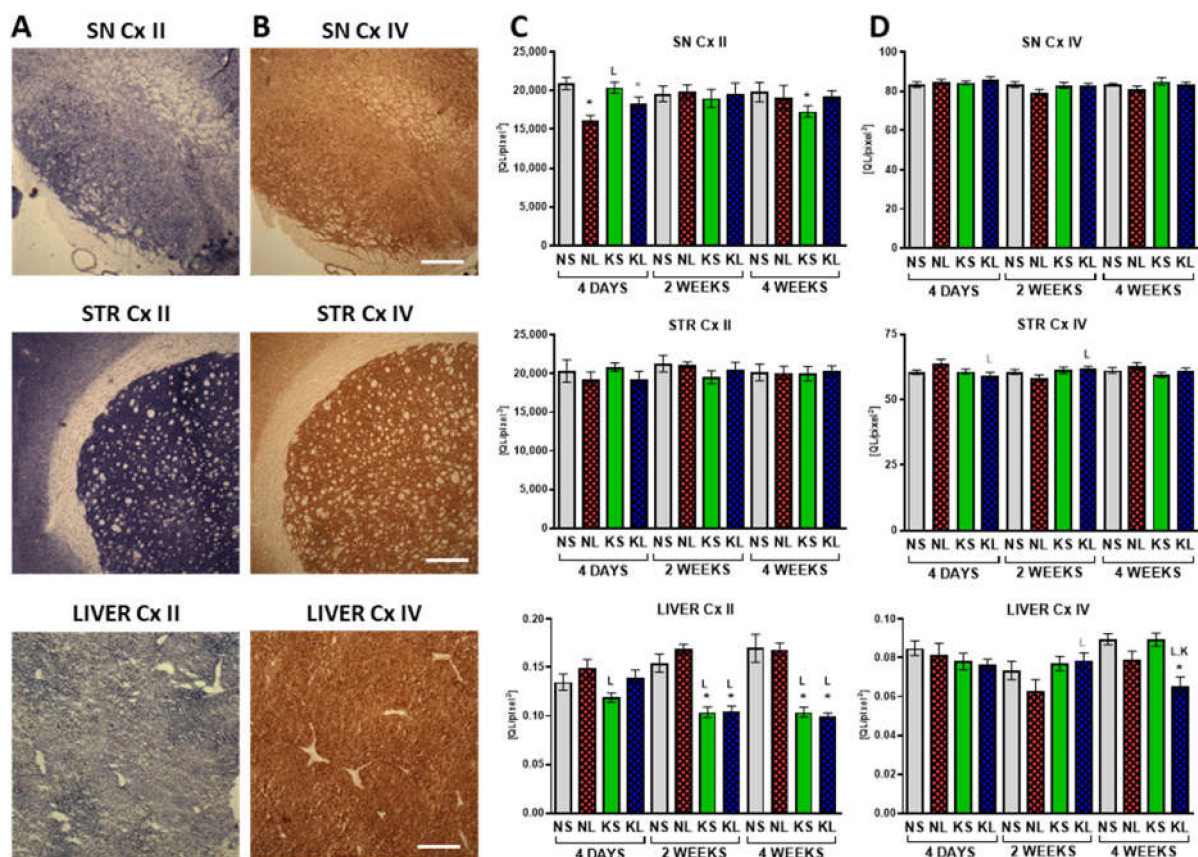 A
B
C
D
SN Cx II
SN Cx IV
SN Cx II
[QL/pixel²]
25,000
20,000
15,000
10,000
5,000
0
L
*
*
*
NS NL KS KL NS NL KS KL NS NL KS KL
4 DAYS 2 WEEKS 4 WEEKS
SN Cx IV
[QL/pixel²]
100
80
60
40
20
0
NS NL KS KL NS NL KS KL NS NL KS KL
4 DAYS 2 WEEKS 4 WEEKS
STR Cx II
STR Cx IV
STR Cx II
[QL/pixel²]
25,000
20,000
15,000
10,000
5,000
0
NS NL KS KL NS NL KS KL NS NL KS KL
4 DAYS 2 WEEKS 4 WEEKS
STR Cx IV
[QL/pixel²]
75
50
25
0
L
L
NS NL KS KL NS NL KS KL NS NL KS KL
4 DAYS 2 WEEKS 4 WEEKS
LIVER Cx II
LIVER Cx IV
LIVER Cx II
[QL/pixel²]
0.20
0.15
0.10
0.05
0.00
L
L L
* *
L L
* *
NS NL KS KL NS NL KS KL NS NL KS KL
4 DAYS 2 WEEKS 4 WEEKS
LIVER Cx IV
[QL/pixel²]
0.10
0.08
0.06
0.04
0.02
0.00
L
L,K
*
NS NL KS KL NS NL KS KL NS NL KS KL
4 DAYS 2 WEEKS 4 WEEKS